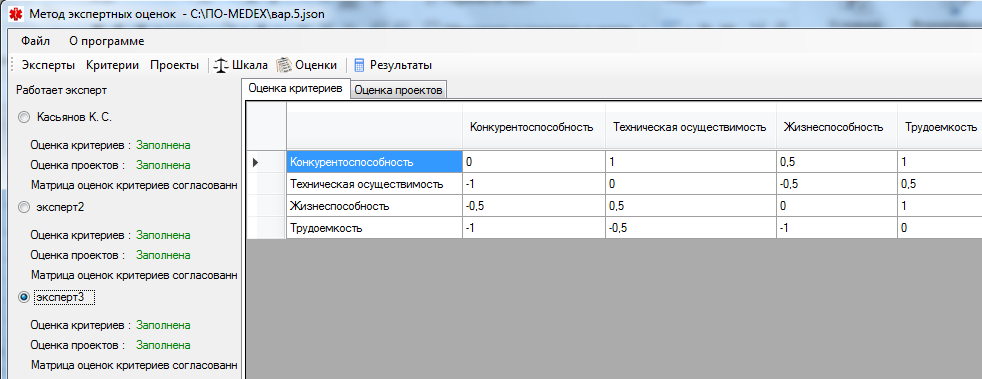 Метод экспертных оценок - C:\ПО-MEDEX\вар.5.json
Файл О программе
Эксперты Критерии Проекты Шкала Оценки Результаты
Работает эксперт
Касьянов К. С.
Оценка критериев : Заполнена
Оценка проектов : Заполнена
Матрица оценок критериев согласованн
эксперт2
Оценка критериев : Заполнена
Оценка проектов : Заполнена
Матрица оценок критериев согласованн
эксперт3
Оценка критериев : Заполнена
Оценка проектов : Заполнена
Матрица оценок критериев согласованн
Оценка критериев Оценка проектов
Конкурентоспособность Техническая осуществимость Жизнеспособность Трудоемкость
Конкурентоспособность 0 1 0,5 1
Техническая осуществимость -1 0 -0,5 0,5
Жизнеспособность -0,5 0,5 0 1
Трудоемкость -1 -0,5 -1 0